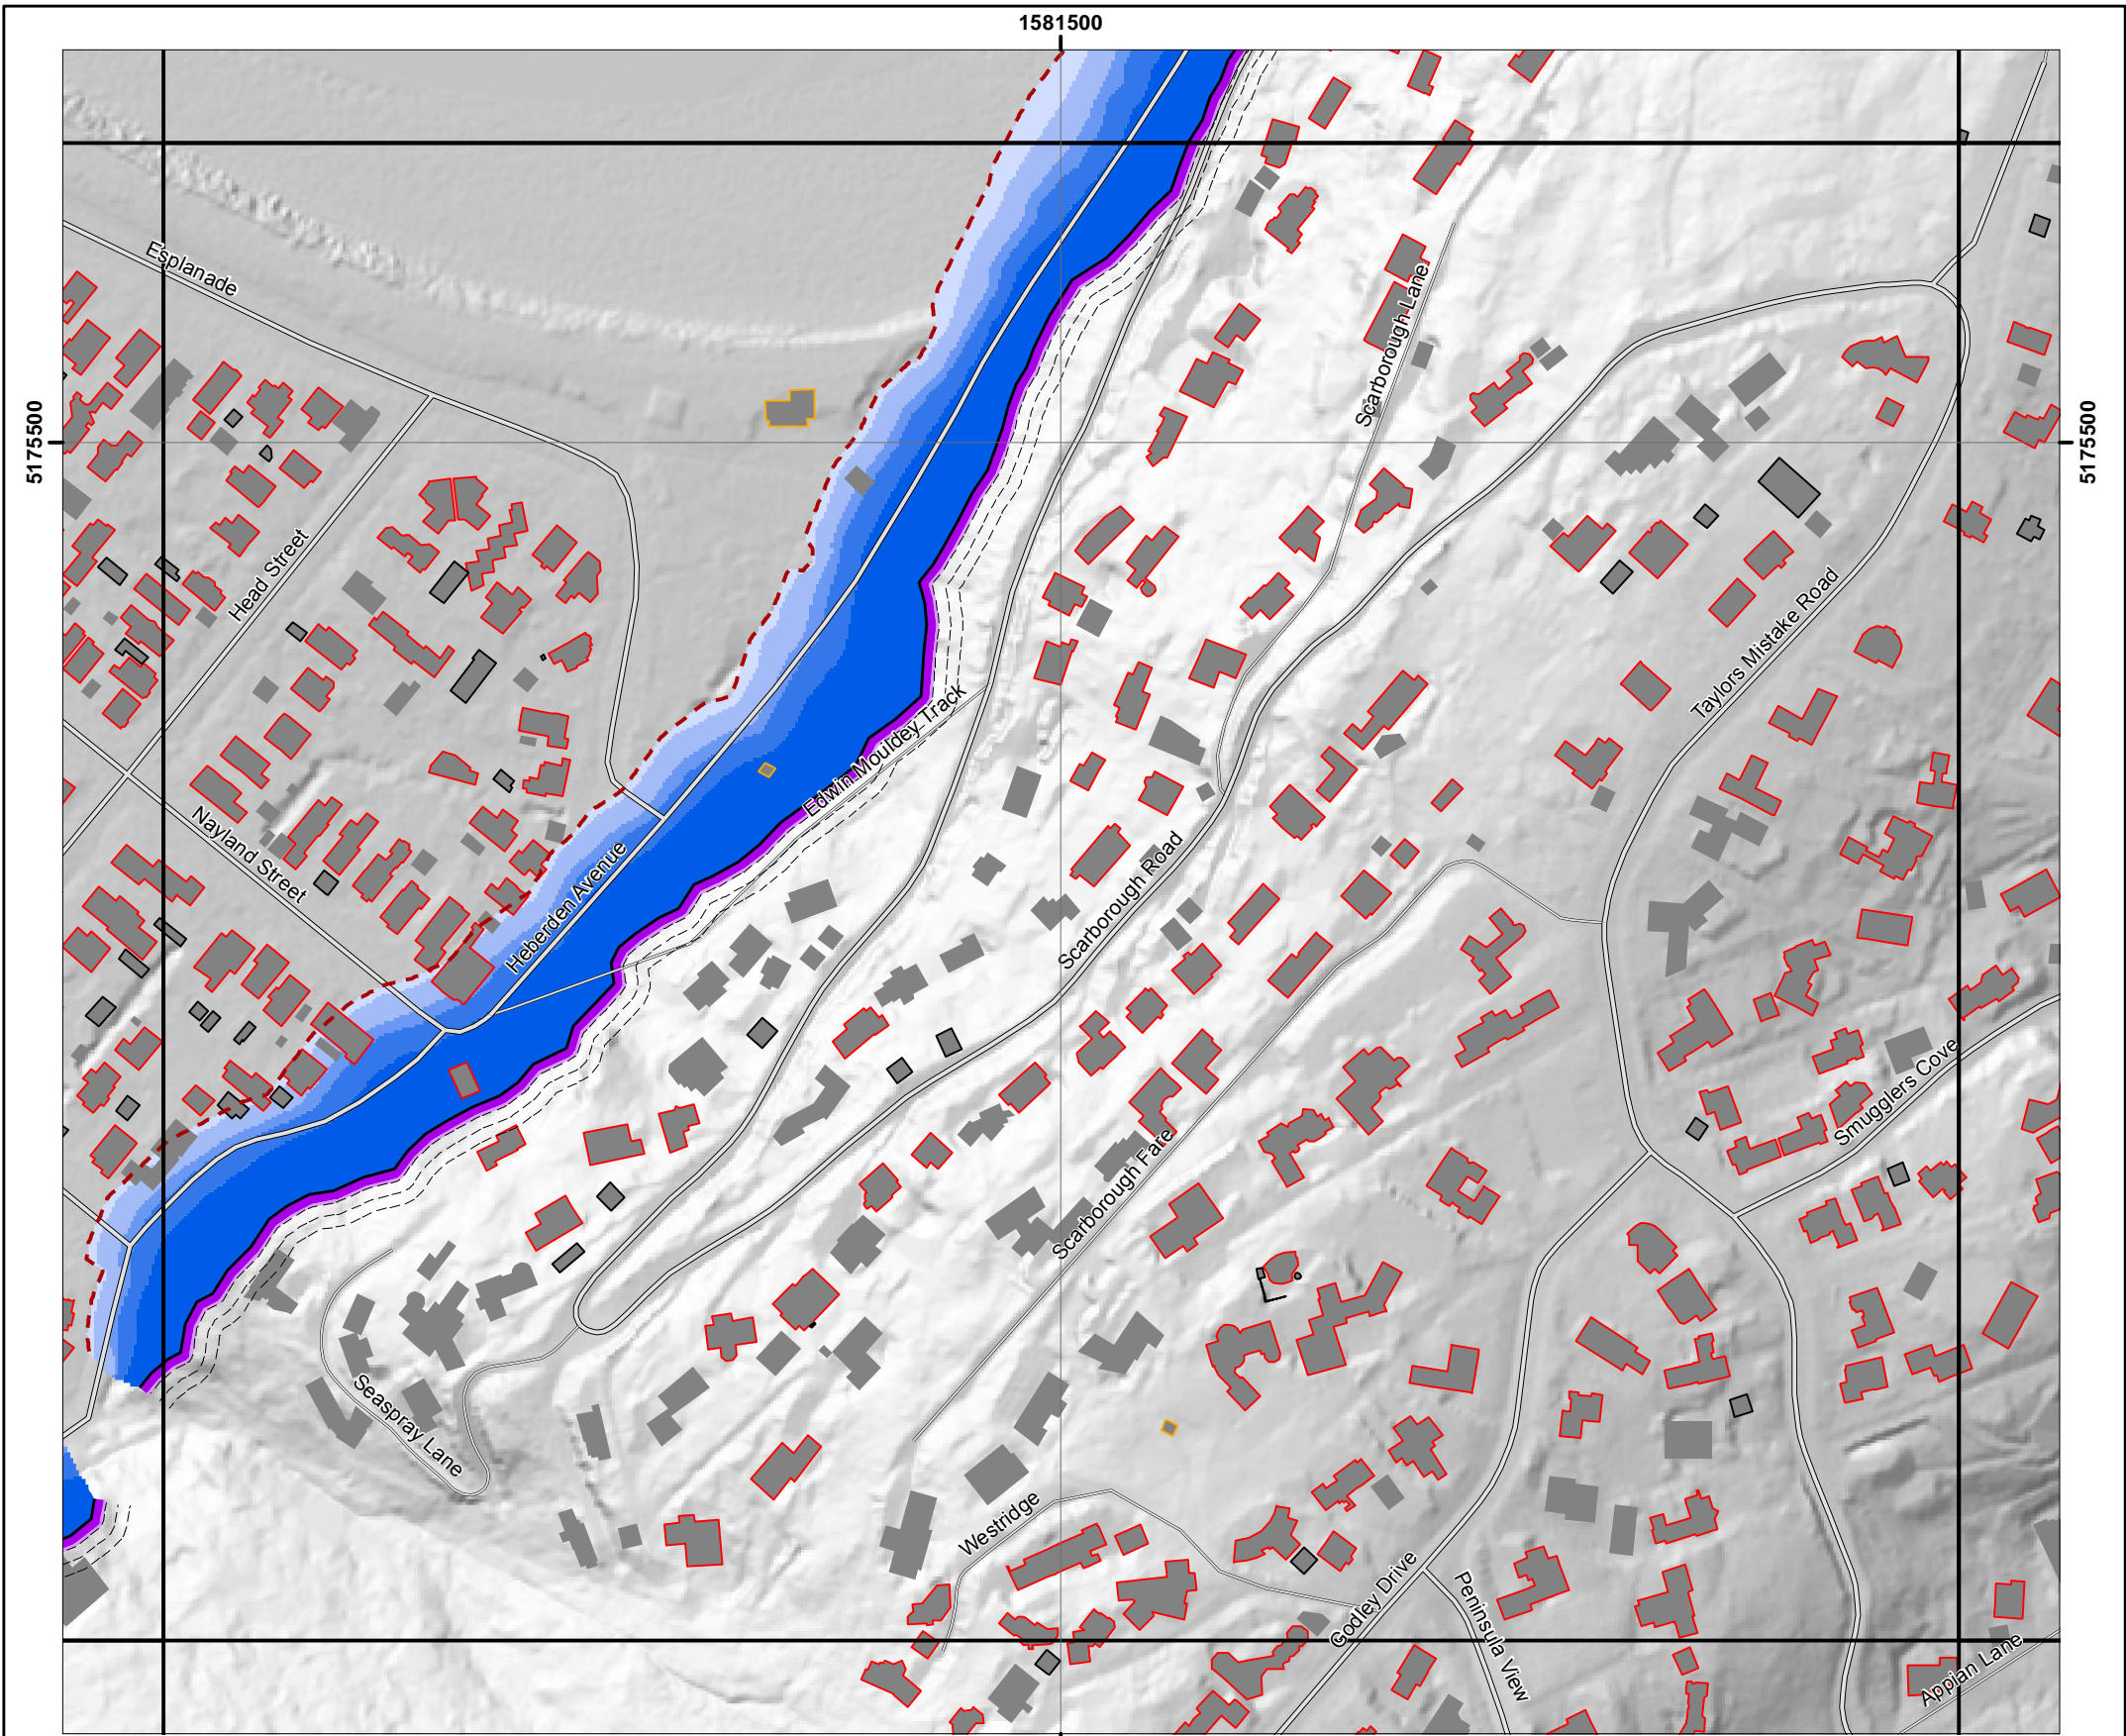 1581500
Esplanade
Scarborough Lane
5175500
5175500
Head Street
Taylors Mistake Road
Edwin Mouldey Track
Nayland Street
Heberden Avenue
Scarborough Road
Smugglers Cove
Scarborough Fare
Seaspray Lane
Westridge
Godley Drive
Peninsula View
Appian Lane